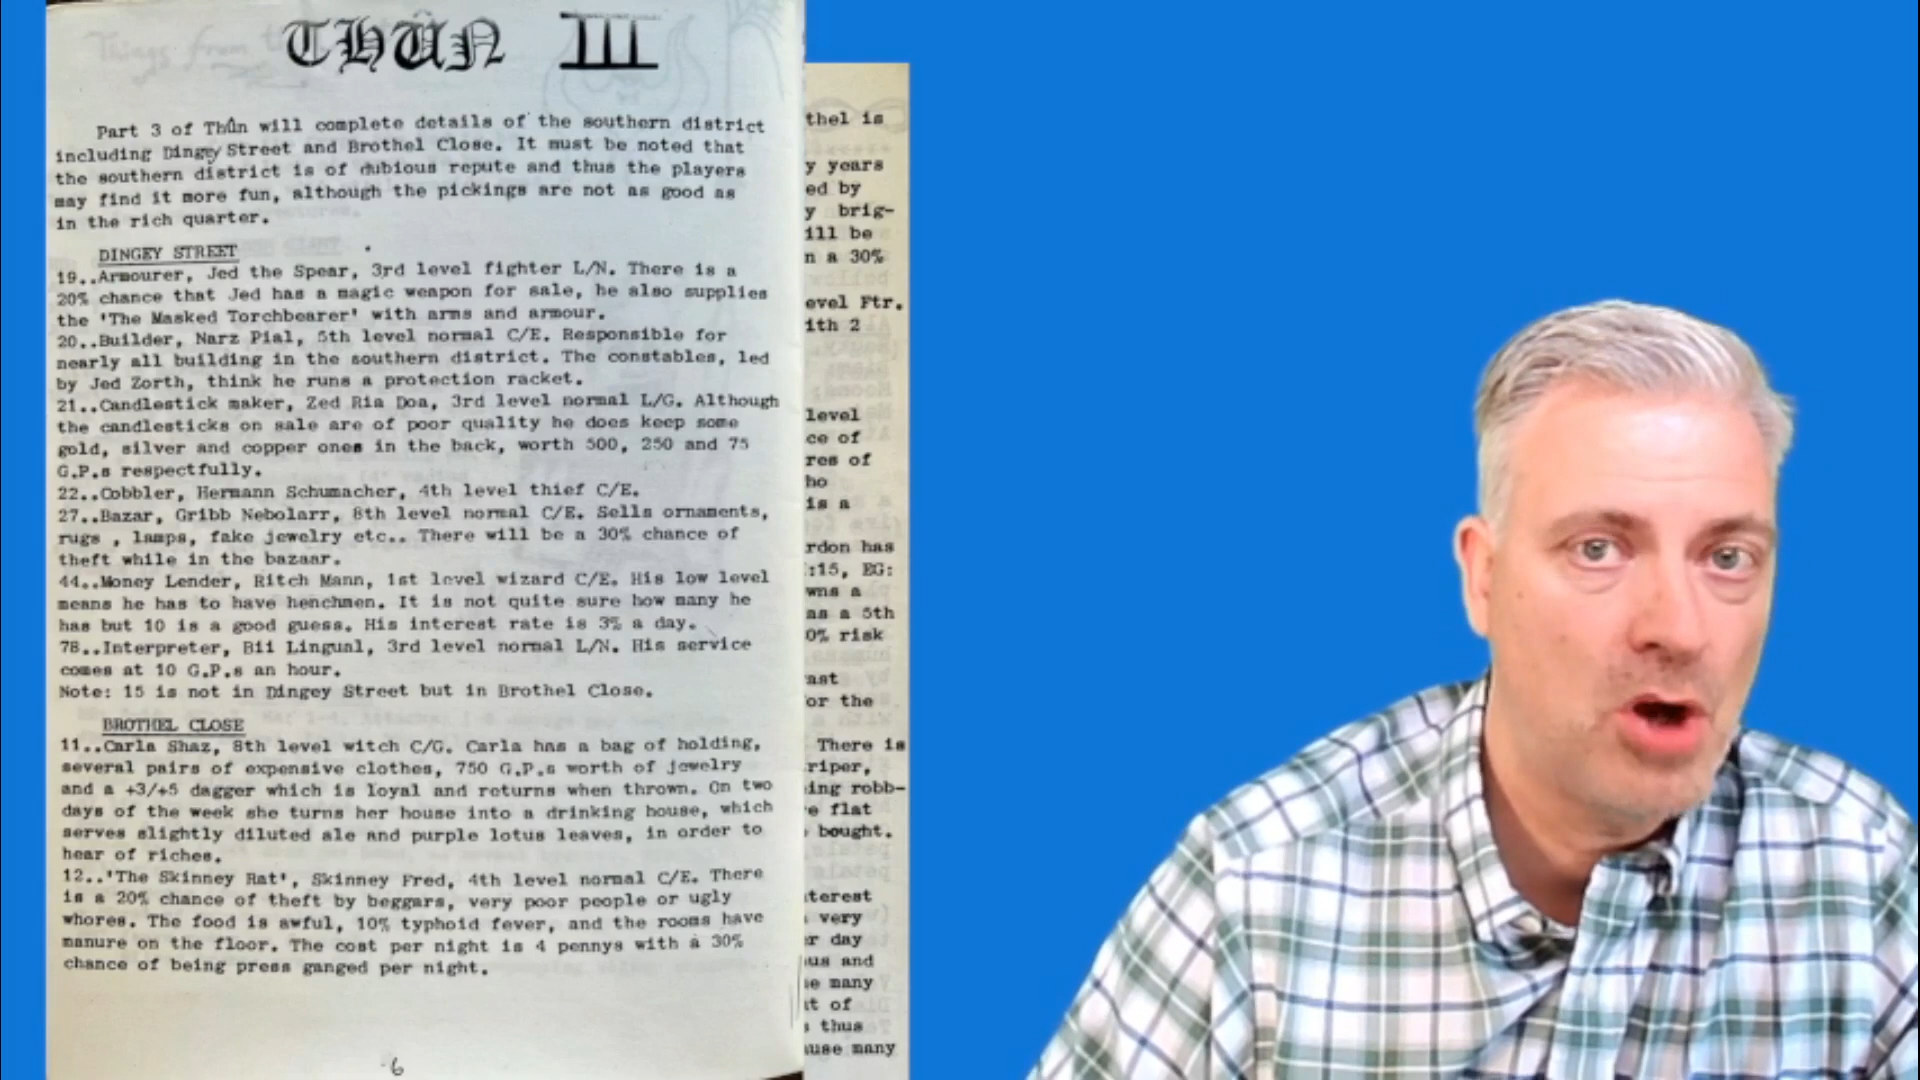 THÛN III
Part 3 of Thûn will complete details of the southern district
including Dingey Street and Brothel Close. It must be noted that
the southern district is of dubious repute and thus the players
may find it more fun, although the pickings are not as good as
in the rich quarter.
DINGEY STREET
19..Armourer, Jed the Spear, 3rd level fighter L/N. There is a
20% chance that Jed has a magic weapon for sale, he also supplies
the 'The Masked Torchbearer' with arms and armour.
20..Builder, Narz Pial, 5th level normal C/E. Responsible for
nearly all building in the southern district. The constables, led
by Jed Zorth, think he runs a protection racket.
21..Candlestick maker, Zed Ria Doa, 3rd level normal L/G. Although
the candlesticks on sale are of poor quality he does keep some
gold, silver and copper ones in the back, worth 500, 250 and 75
G.P.s respectfully.
22..Cobbler, Hermann Schumacher, 4th level thief C/E.
27..Bazar, Gribb Nebolarr, 8th level normal C/E. Sells ornaments,
rugs , lamps, fake jewelry etc.. There will be a 30% chance of
theft while in the bazaar.
44..Money Lender, Ritch Mann, 1st level wizard C/E. His low level
means he has to have henchmen. It is not quite sure how many he
has but 10 is a good guess. His interest rate is 3% a day.
78..Interpreter, Bii Lingual, 3rd level normal L/N. His service
comes at 10 G.P.s an hour.
Note: 15 is not in Dingey Street but in Brothel Close.
BROTHEL CLOSE
11..Carla Shaz, 8th level witch C/G. Carla has a bag of holding,
several pairs of expensive clothes, 750 G.P.s worth of jewelry
and a +3/+5 dagger which is loyal and returns when thrown. On two
days of the week she turns her house into a drinking house, which
serves slightly diluted ale and purple lotus leaves, in order to
hear of riches.
12..'The Skinney Rat', Skinney Fred, 4th level normal C/E. There
is a 20% chance of theft by beggars, very poor people or ugly
whores. The food is awful, 10% typhoid fever, and the rooms have
manure on the floor. The cost per night is 4 pennys with a 30%
chance of being press ganged per night.
6
thel is
y years
ed by
y brig-
ill be
n a 30%
evel Ftr.
ith 2
level
ce of
res of
ho
is a
rdon has
:15, EG:
wns a
as a 5th
0% risk
ast
or the
There is
riper,
ing robb-
e flat
bought.
terest
very
r day
us and
e many
t of
thus
use many